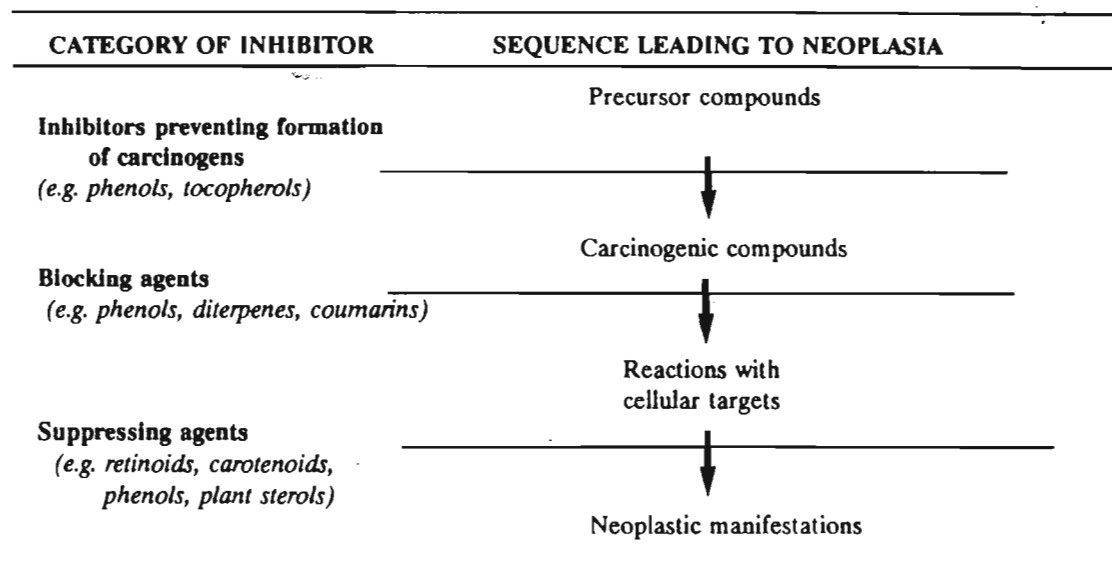 CATEGORY OF INHIBITOR SEQUENCE LEADING TO NEOPLASIA
Precursor compounds
Inhibitors preventing formation
of carcinogens
(e.g. phenols, tocopherols)
Carcinogenic compounds
Blocking agents
(e.g. phenols, diterpenes, coumarins)
Reactions with
cellular targets
Suppressing agents
(e.g. retinoids, carotenoids,
phenols, plant sterols)
Neoplastic manifestations